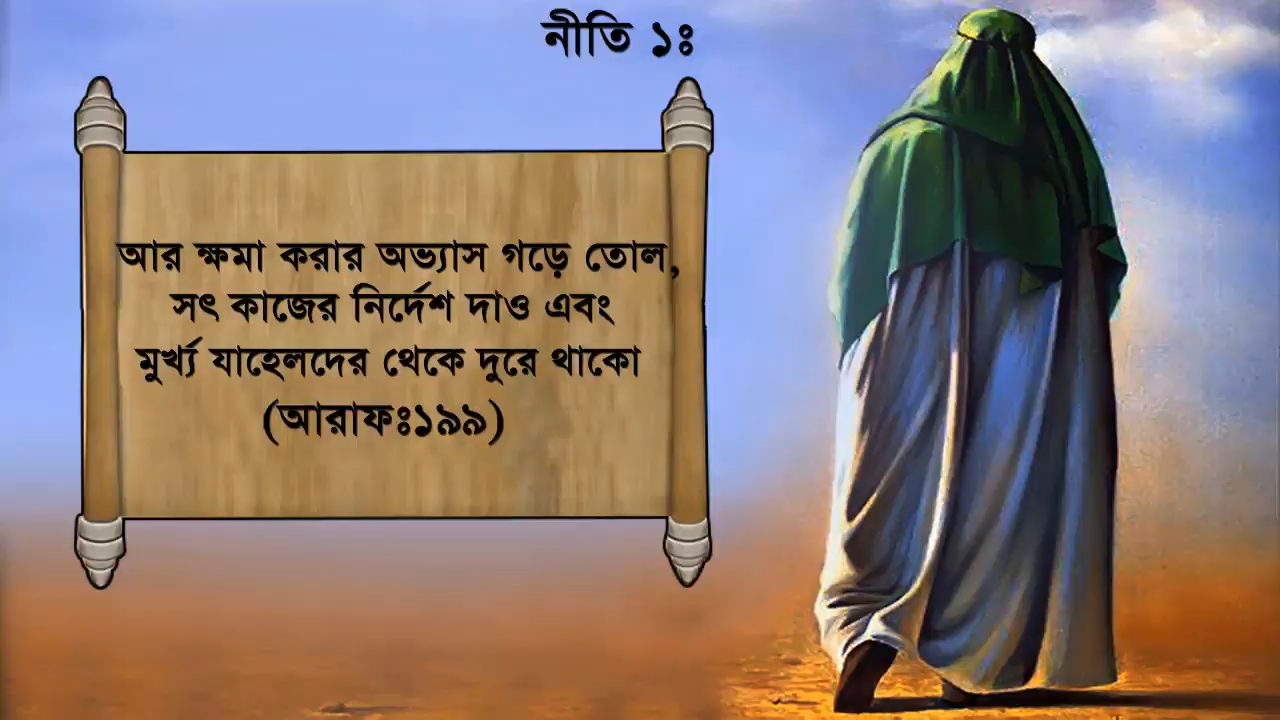 নীতি ১ঃ
আর ক্ষমা করার অভ্যাস গড়ে তোল,
সৎ কাজের নির্দেশ দাও এবং
মুর্খ্য যাহেলদের থেকে দুরে থাকো
(আরাফঃ১৯৯)